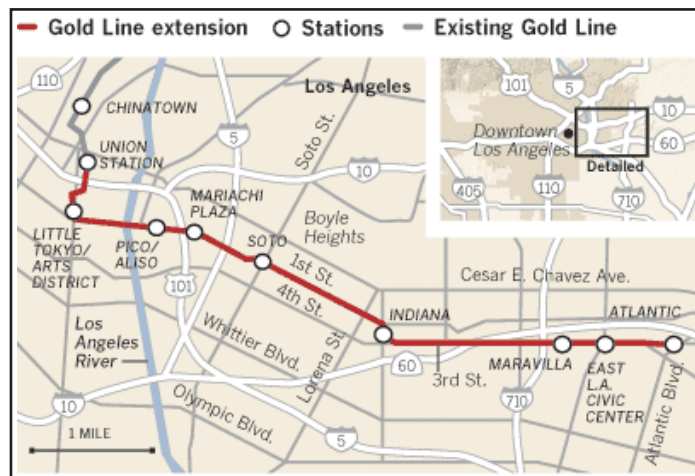 Gold Line extension
Stations
Existing Gold Line
110
CHINATOWN
UNION
STATION
Los Angeles
5
Soto St.
10
MARIACHI
PLAZA
LITTLE
TOKYO/
ARTS
DISTRICT
PICO/
ALISO
SOTO
Boyle
Heights
1st St.
4th St.
101
Cesar E. Chavez Ave.
INDIANA
ATLANTIC
Los
Angeles
River
Whittier Blvd.
Lorena St.
60
3rd St.
MARAVILLA
EAST
L.A.
CIVIC
CENTER
Atlantic Blvd.
710
Olympic Blvd.
10
5
1 MILE
101
5
10
60
Downtown
Los Angeles
Detailed
405
110
710